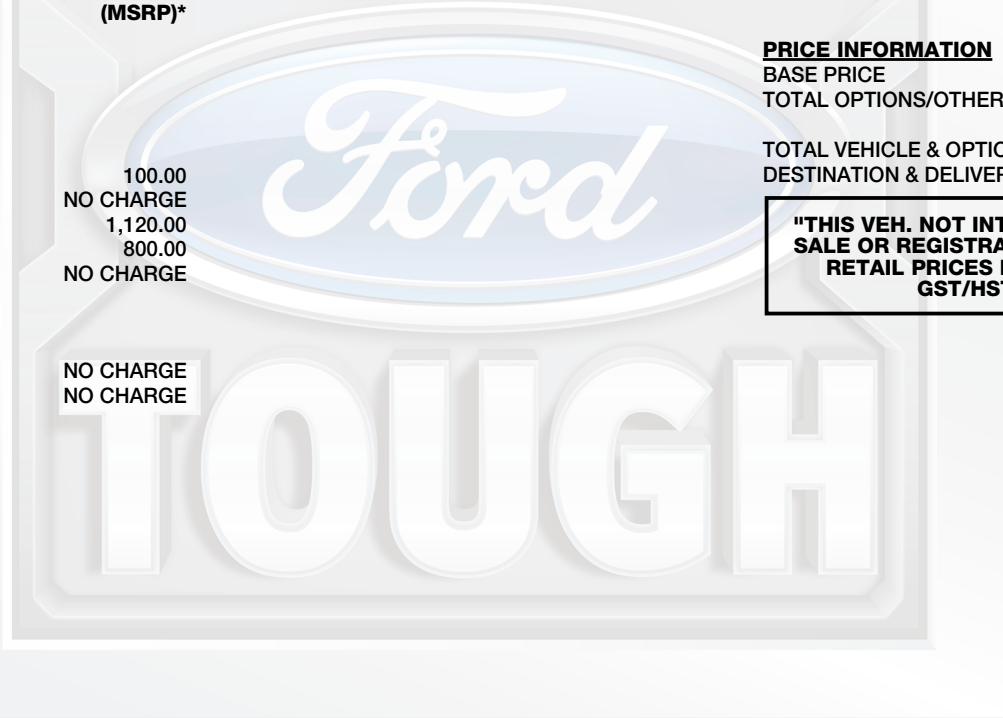 (MSRP)*
100.00
NO CHARGE
1,120.00
800.00
NO CHARGE
NO CHARGE
NO CHARGE
PRICE INFORMATION
BASE PRICE
TOTAL OPTIONS/OTHER
TOTAL VEHICLE & OPTIO
DESTINATION & DELIVER
"THIS VEH. NOT INT
SALE OR REGISTRA
RETAIL PRICES
GST/HST
Ford
TOUGH